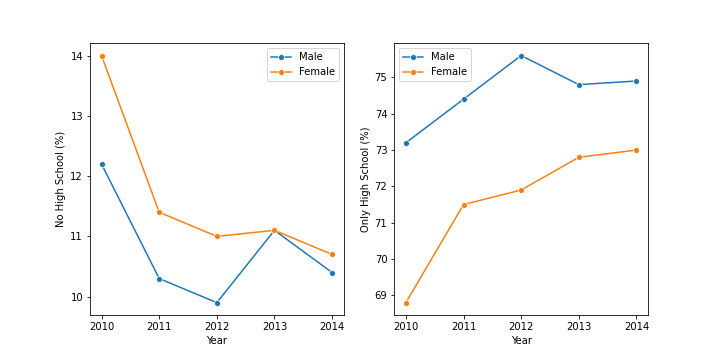 No High School (%)
14
13
12
11
10
Male
Female
2010 2011 2012 2013 2014
Year
Only High School (%)
75
74
73
72
71
70
69
Male
Female
2010 2011 2012 2013 2014
Year